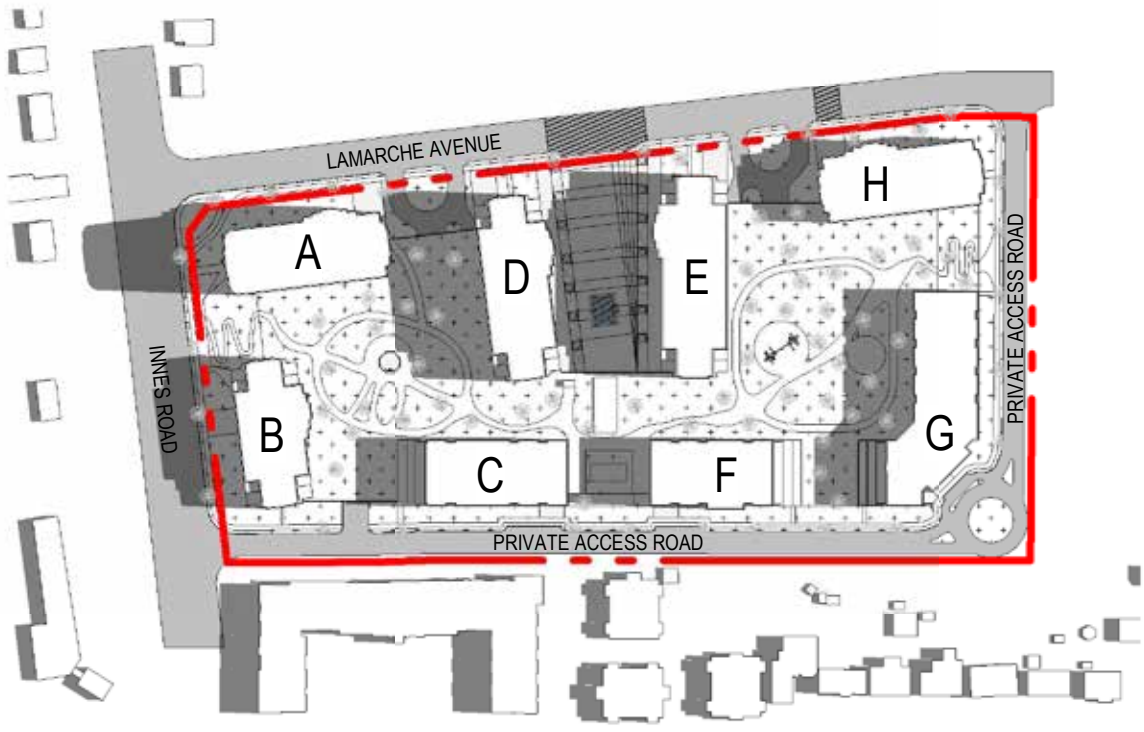 LAMARCHE AVENUE
H
A
D
E
PRIVATE ACCESS ROAD
INNES ROAD
B
G
C
F
PRIVATE ACCESS ROAD